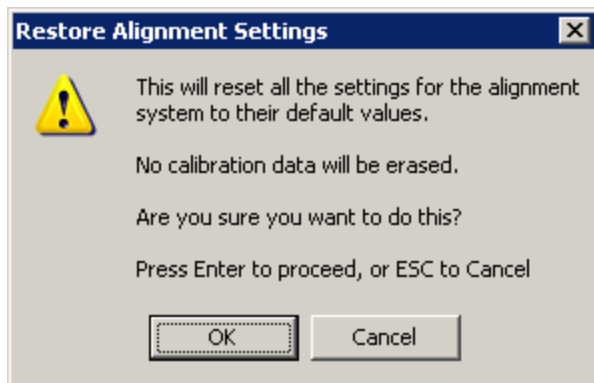 Restore Alignment Settings
This will reset all the settings for the alignment
system to their default values.
No calibration data will be erased.
Are you sure you want to do this?
Press Enter to proceed, or ESC to Cancel
OK
Cancel